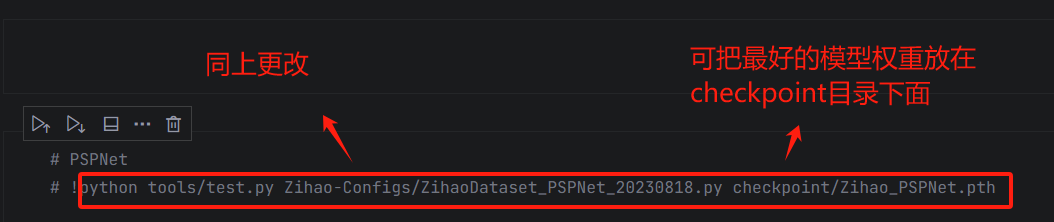 同上更改
可把最好的模型权重放在
checkpoint目录下面
# PSPNet
# !python tools/test.py Zihao-Configs/ZihaoDataset_PSPNet_20230818.py checkpoint/Zihao_PSPNet.pth